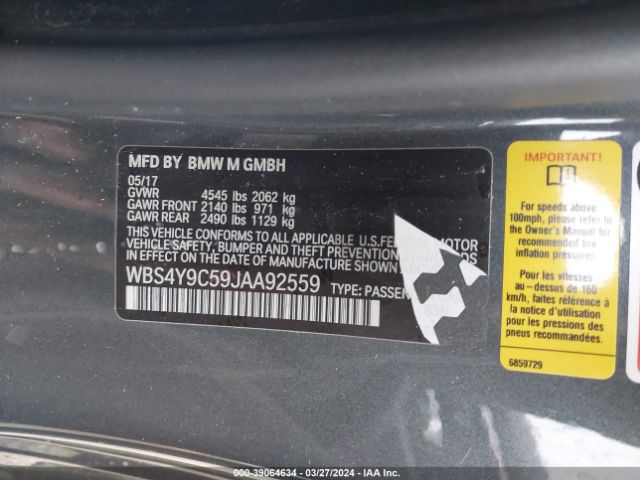 MFD BY BMW M GMBH
05/17
GVWR 4545 lbs 2062 kg
GAWR FRONT 2140 lbs 971 kg
GAWR REAR 2490 lbs 1129 kg
THIS VEHICLE CONFORMS TO ALL APPLICABLE U.S. MOTOR
VEHICLE SAFETY, BUMPER AND THEFT PREVENTION STANDARDS
IN EFFECT ON THE DATE OF MANUFACTURE SHOWN
WBS4Y9C59JAA92559 TYPE: PASSEN
IMPORTANT!
For speeds above
100mph, please refer to
the Owner's Manual for
recommended tire
inflation pressures.
Pour les vitesses
au-dessus de 160
km/h, faites référence à
la notice d'utilisation
pour les pressions des
pneus recommandées.
6859729
000-39064634 - 03/27/2024 - IAA Inc.